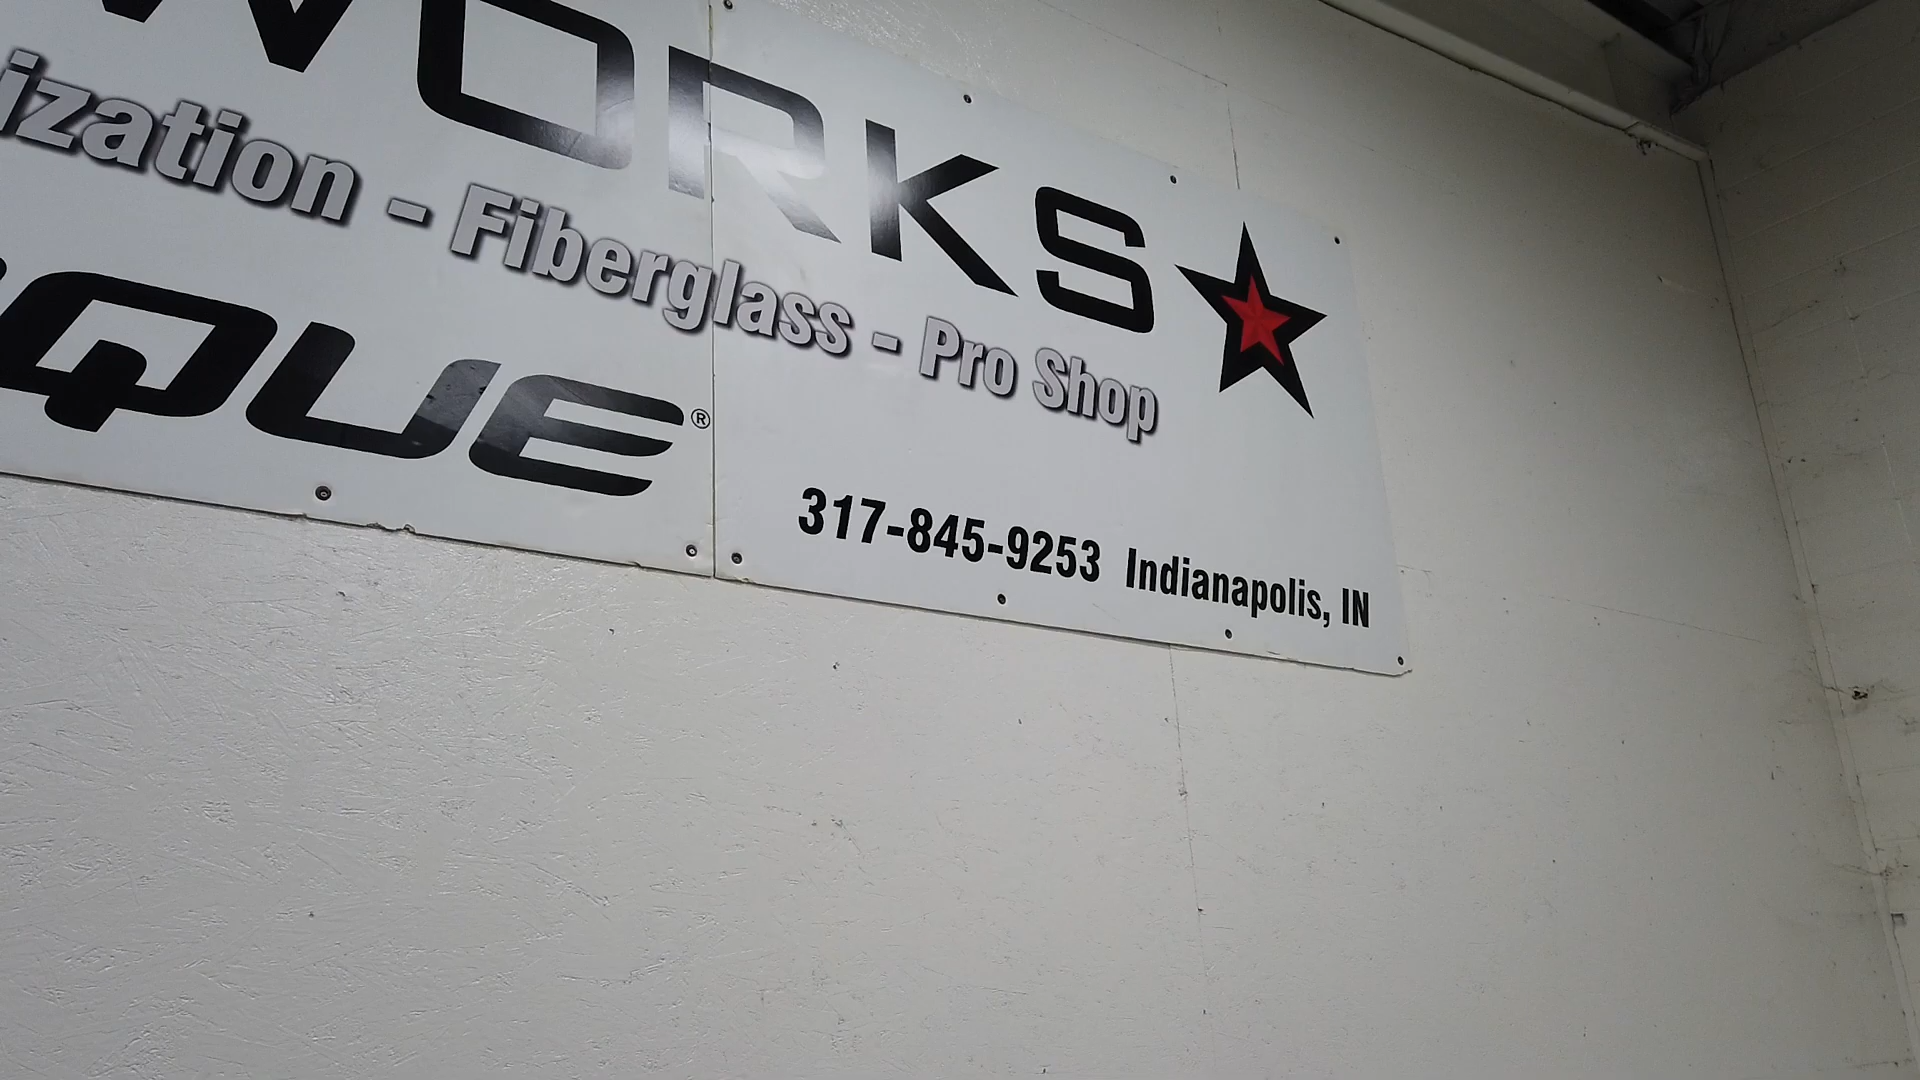 WORKS
ization - Fiberglass - Pro Shop
QUE®
317-845-9253 Indianapolis, IN